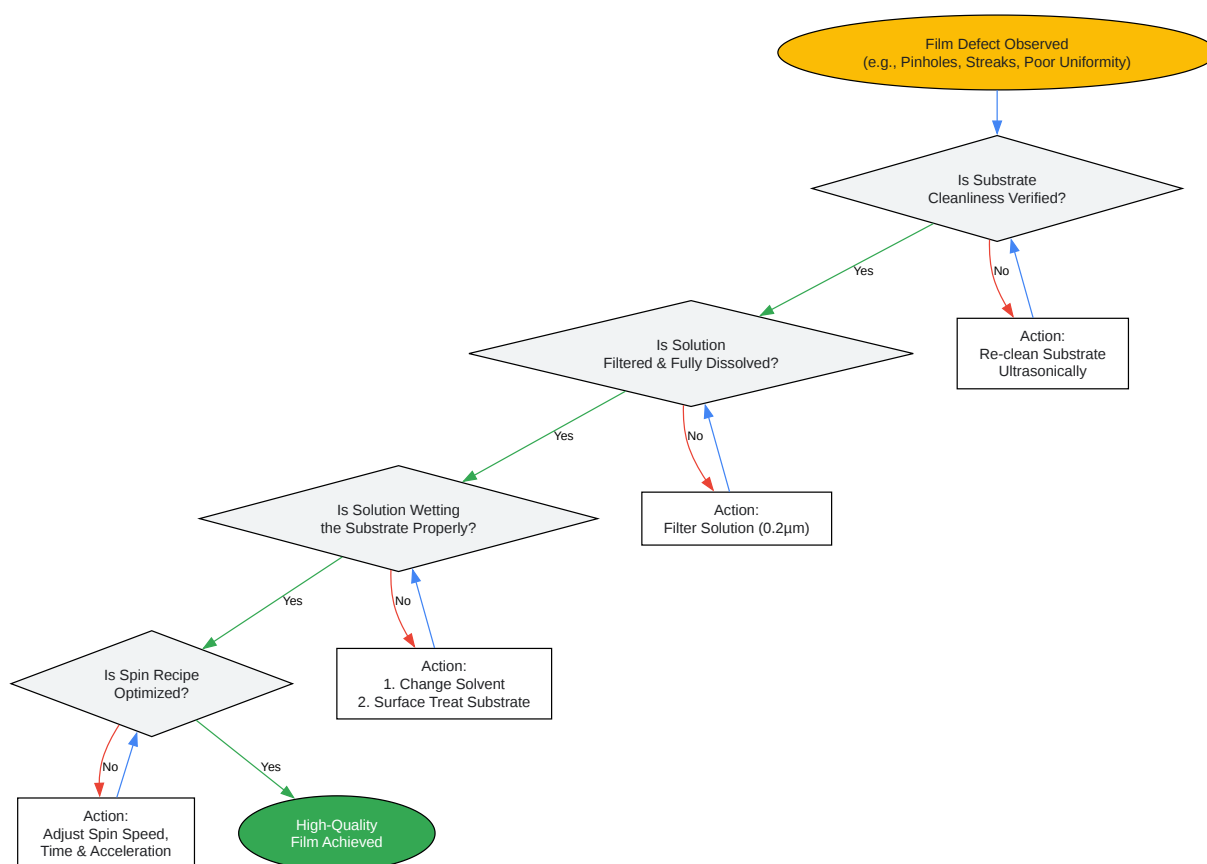 Film Defect Observed
(e.g., Pinholes, Streaks, Poor Uniformity)
Is Substrate
Cleanliness Verified?
Yes
No
Action:
Re-clean Substrate
Ultrasonically
Is Solution
Filtered & Fully Dissolved?
Yes
No
Action:
Filter Solution (0.2µm)
Is Solution Wetting
the Substrate Properly?
Yes
No
Action:
1. Change Solvent
2. Surface Treat Substrate
Is Spin Recipe
Optimized?
No
Yes
Action:
Adjust Spin Speed,
Time & Acceleration
High-Quality
Film Achieved